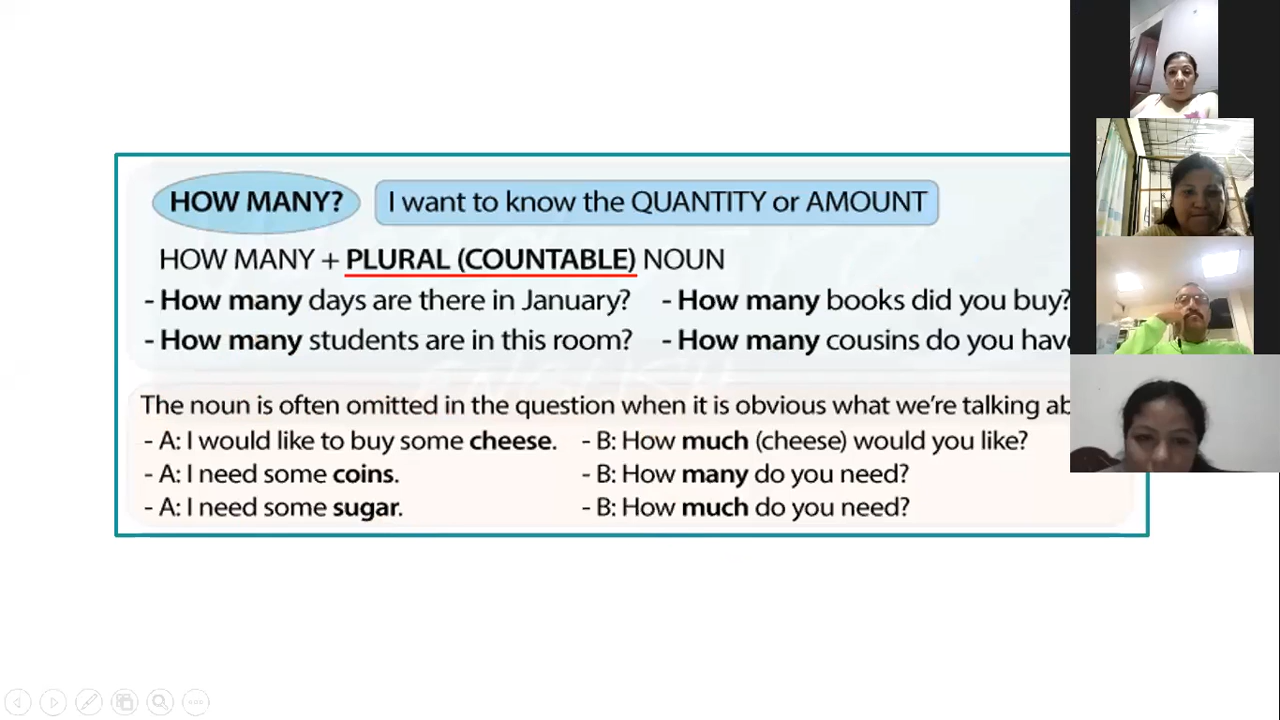 HOW MANY? I want to know the QUANTITY or AMOUNT
HOW MANY + PLURAL (COUNTABLE) NOUN
- How many days are there in January? - How many books did you buy?
- How many students are in this room? - How many cousins do you
The noun is often omitted in the question when it is obvious what we're talking
- A: I would like to buy some cheese. - B: How much (cheese) would you like?
- A: I need some coins. - B: How many do you need?
- A: I need some sugar. - B: How much do you need?